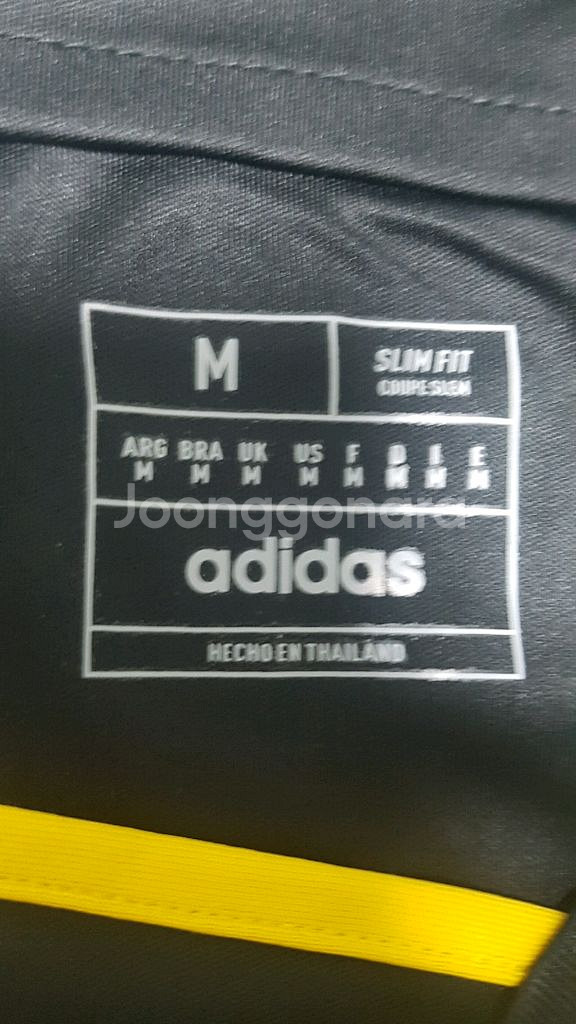 M
SLIM FIT
COUPE SLIM
ARG BRA UK US F D I E
M M M M M M M M
Joonggonara
adidas
HECHO EN THAILAND